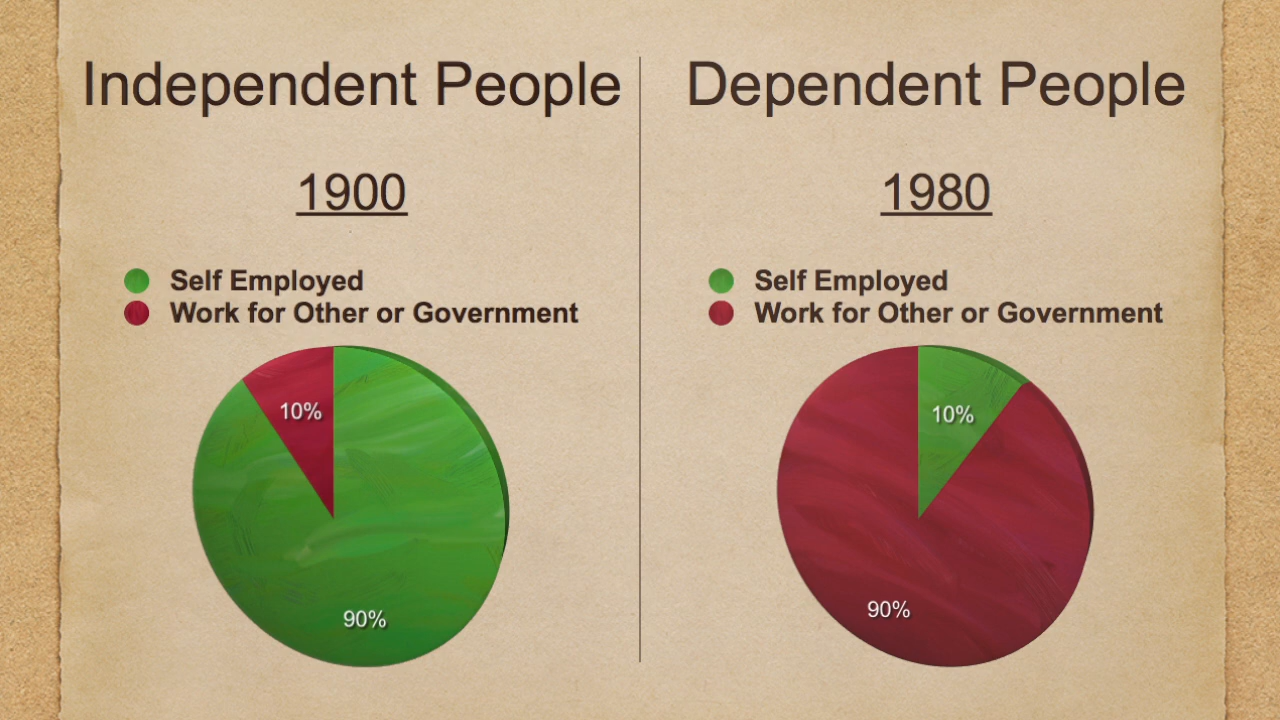 Independent People
1900
Self Employed
Work for Other or Government
10%
90%
Dependent People
1980
Self Employed
Work for Other or Government
10%
90%